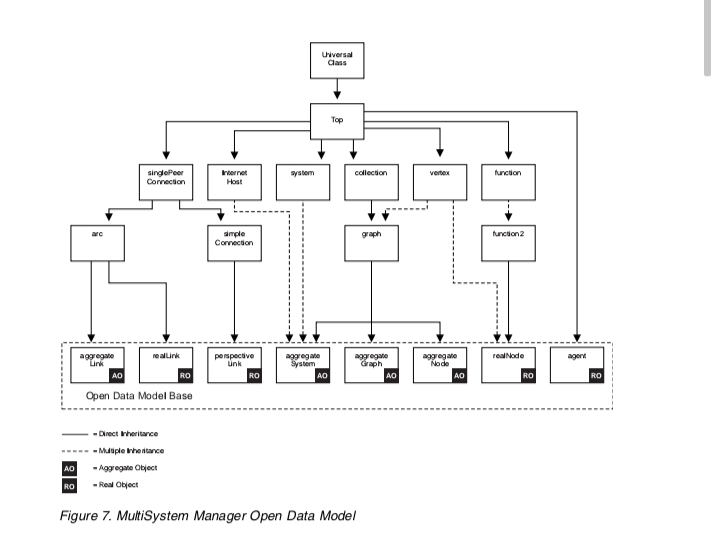 Universal
Class
Top
singlePeer
Connection
Internet
Host
system
collection
vertex
function
arc
simple
Connection
graph
function2
aggregate
Link
AO
realLink
RO
perspective
Link
RO
aggregate
System
AO
aggregate
Graph
AO
aggregate
Node
AO
realNode
RO
agent
RO
Open Data Model Base
= Direct Inheritance
= Multiple Inheritance
AO = Aggregate Object
RO = Real Object
Figure 7. MultiSystem Manager Open Data Model